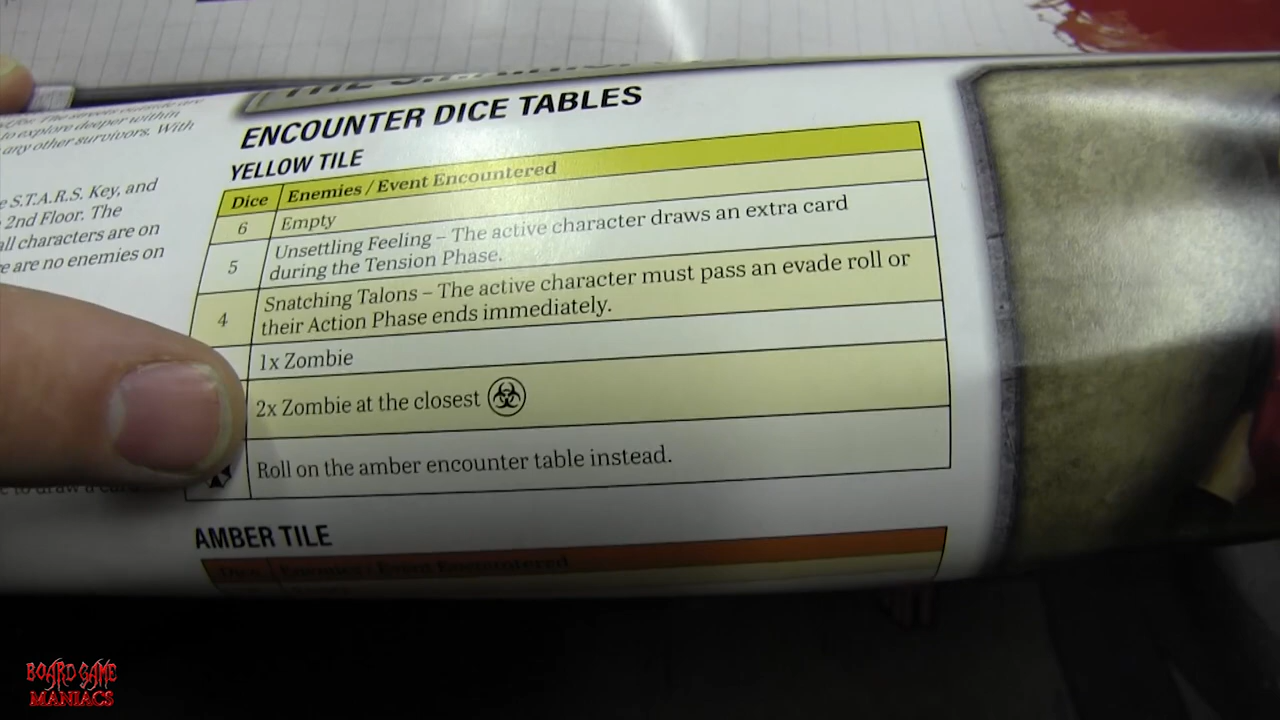 to explore deeper within
any other survivors. With
S.T.A.R.S. Key, and
2nd Floor. The
all characters are on
are no enemies on
ENCOUNTER DICE TABLES
YELLOW TILE
Dice Enemies / Event Encountered
6 Empty
5 Unsettling Feeling – The active character draws an extra card
during the Tension Phase.
4 Snatching Talons – The active character must pass an evade roll or
their Action Phase ends immediately.
1x Zombie
2x Zombie at the closest
Roll on the amber encounter table instead.
AMBER TILE
Dice Enemies / Event Encountered
BOARD GAME
MANIACS